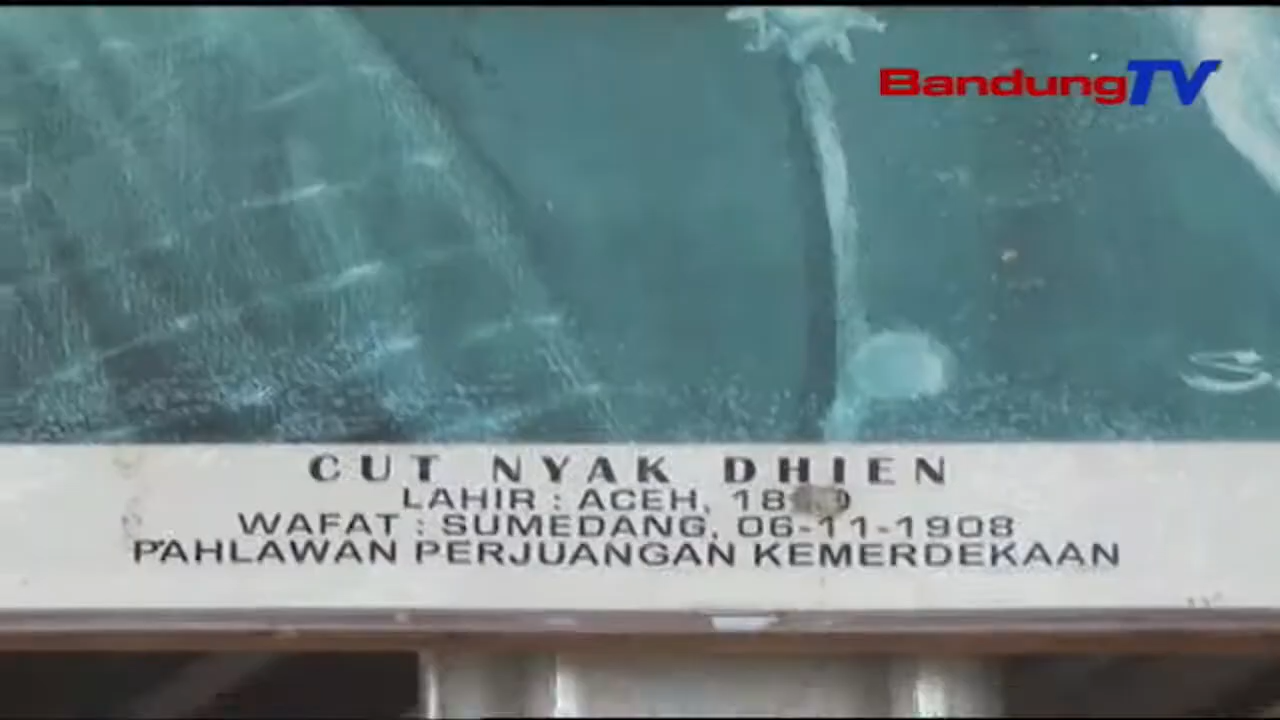 BandungTV
CUT NYAK DHIEN
LAHIR : ACEH,
WAFAT : SUMEDANG, 06-11-1908
PAHLAWAN PERJUANGAN KEMERDEKAAN